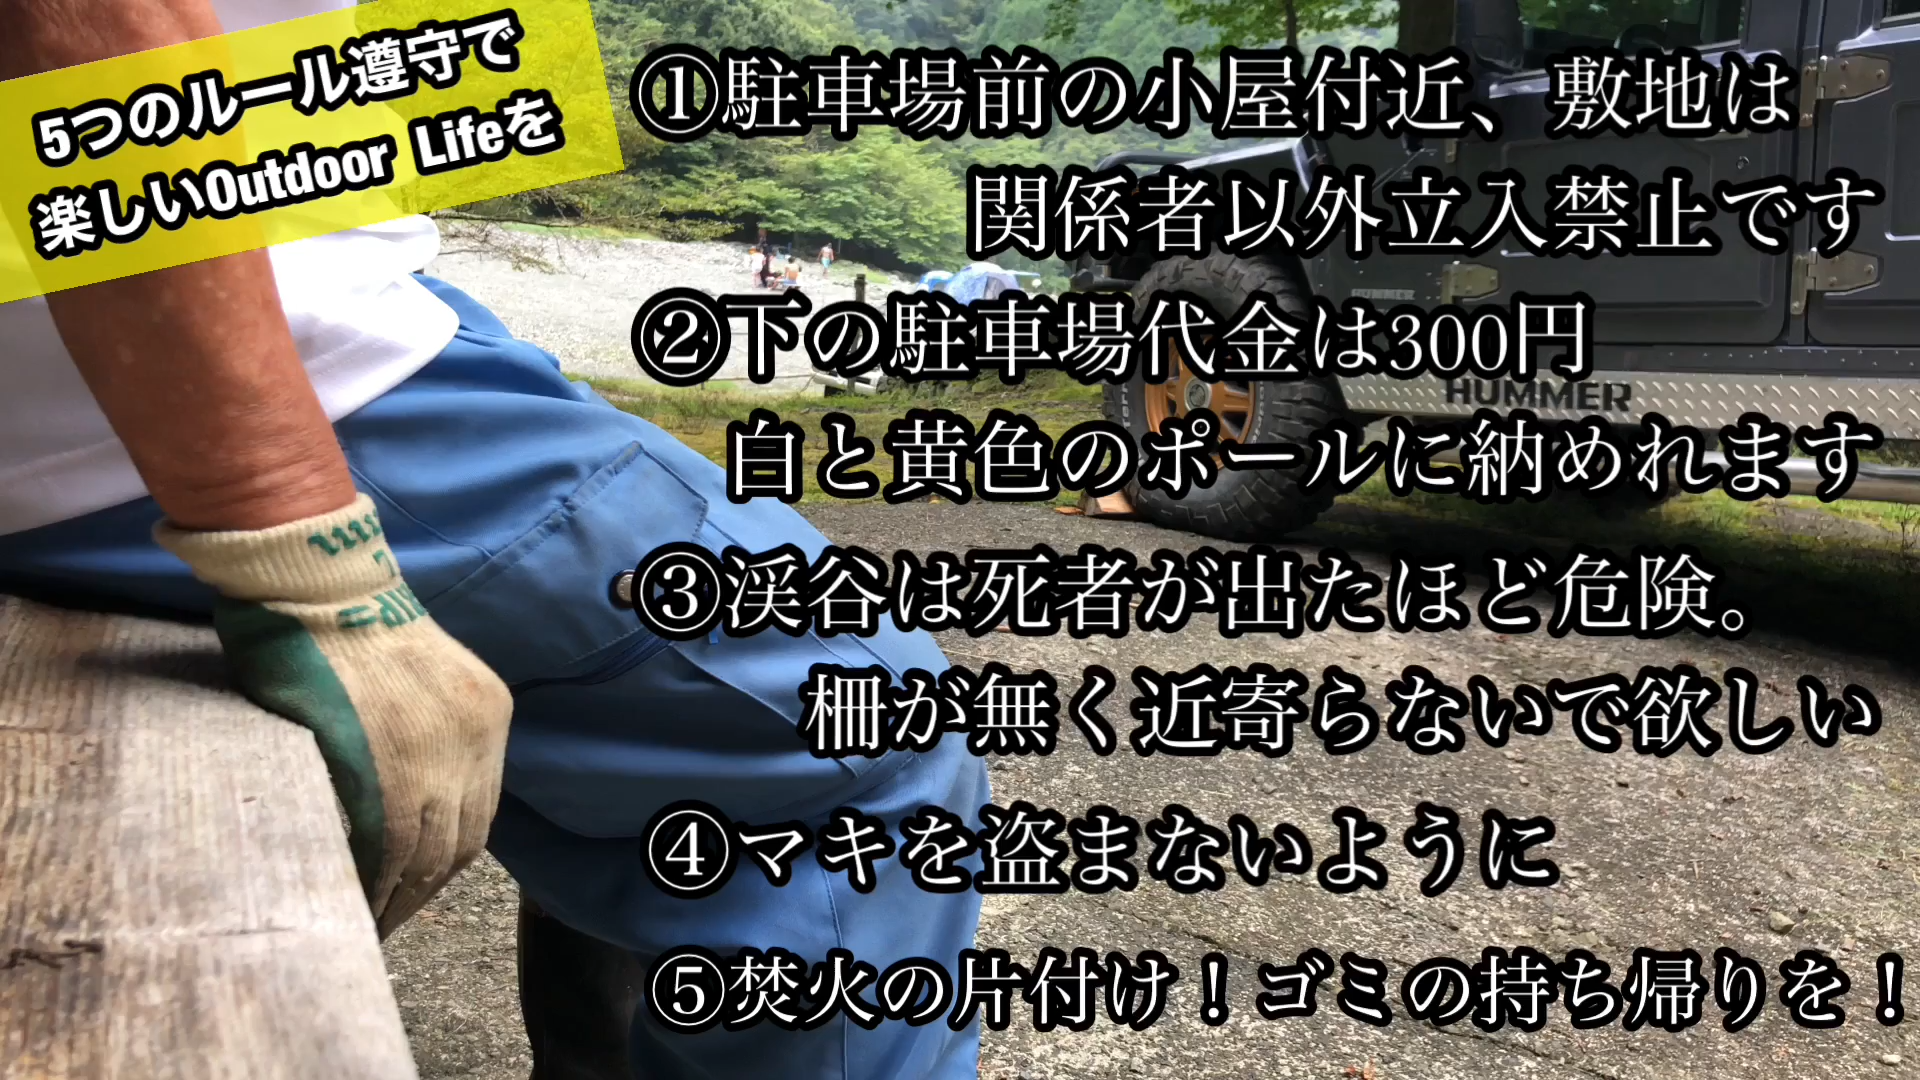 5つのルール遵守で
楽しいOutdoor Lifeを
①駐車場前の小屋付近、敷地は
関係者以外立入禁止です
②下の駐車場代金は300円
白と黄色のポールに納めれます
③渓谷は死者が出たほど危険。
柵が無く近寄らないで欲しい
④マキを盗まないように
⑤焚火の片付け！ゴミの持ち帰りを！
HUMMER
HUMMER